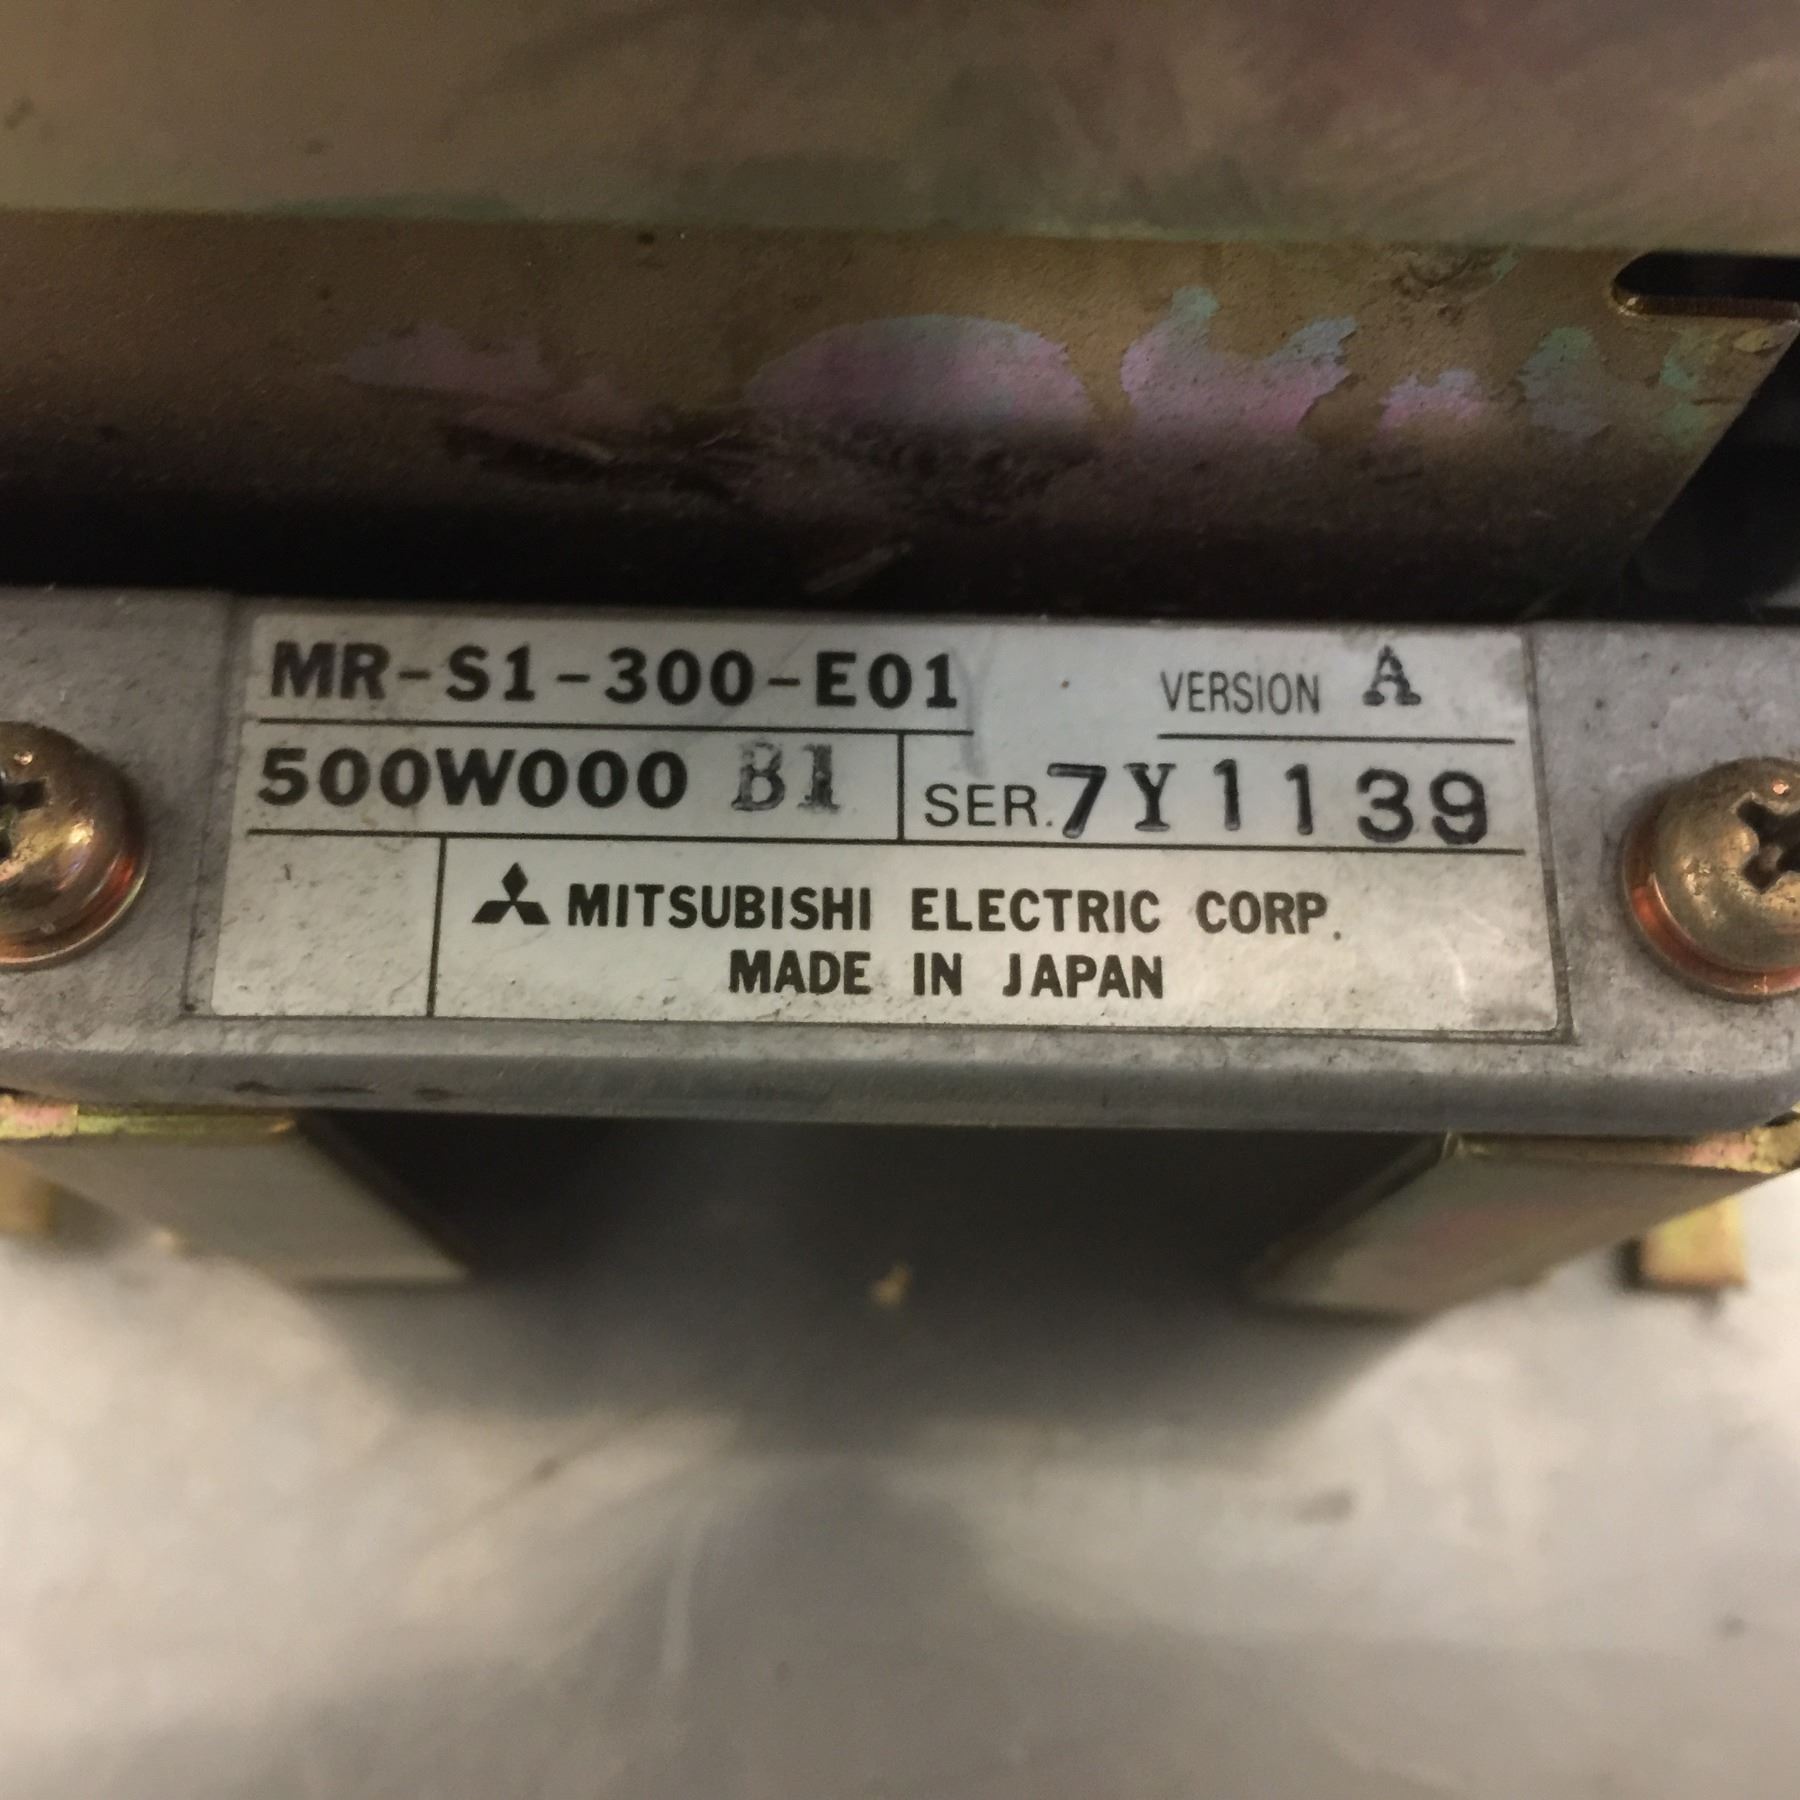 MR-S1-300-E01 VERSION A
500W000 B1 SER. 7Y1139
MITSUBISHI ELECTRIC CORP.
MADE IN JAPAN